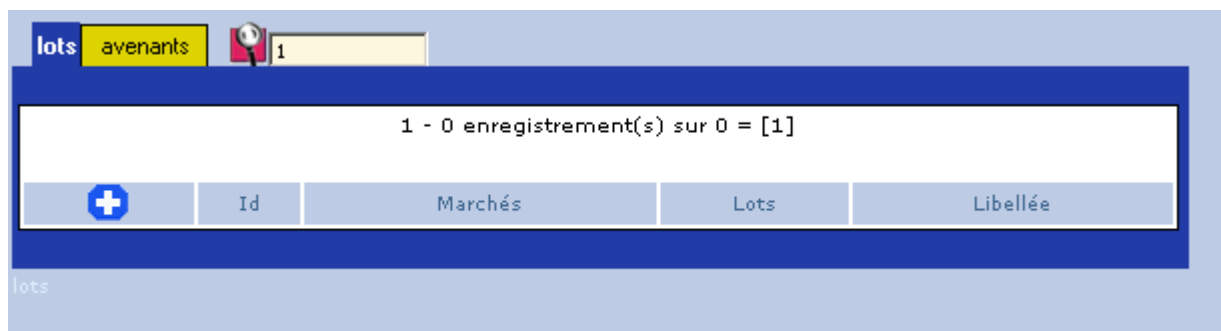 lots avenants 1
1 - 0 enregistrement(s) sur 0 = [1]
Id Marchés Lots Libellée
lots